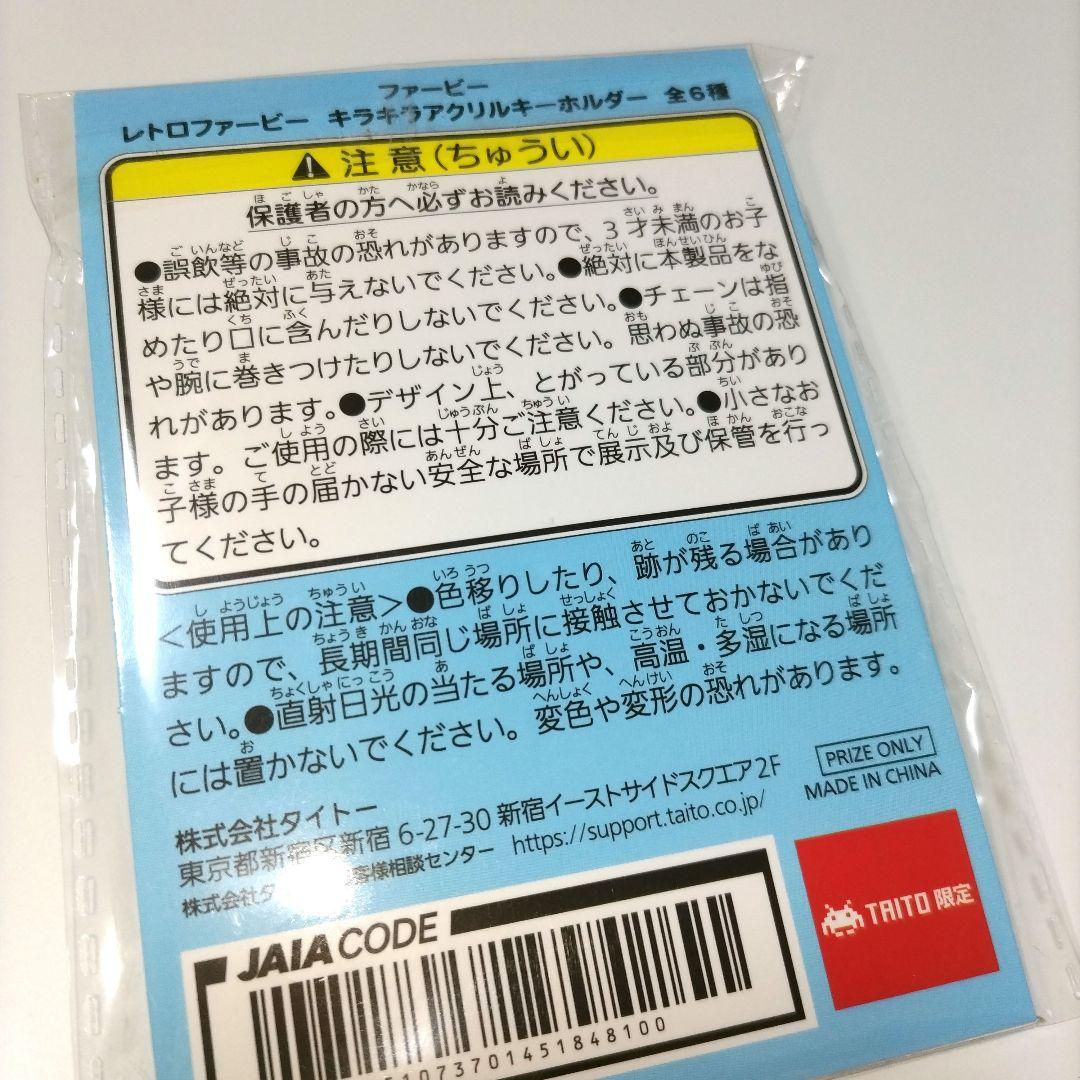 ファービー
レトロファービー キラキラアクリルキーホルダー 全6種
注意(ちゅうい)
保護者の方へ必ずお読みください。
●誤飲等の事故の恐れがありますので、3才未満のお子
様には絶対に与えないでください。●絶対に本製品をな
めたり口に含んだりしないでください。●チェーンは指
や腕に巻きつけたりしないでください。思わぬ事故の恐
れがあります。●デザイン上、とがっている部分があり
ます。ご使用の際には十分ご注意ください。●小さなお
子様の手の届かない安全な場所で展示及び保管を行っ
てください。
<使用上の注意>●色移りしたり、跡が残る場合があり
ますので、長期間同じ場所に接触させておかないでくだ
さい。●直射日光の当たる場所や、高温・多湿になる場所
には置かないでください。変色や変形の恐れがあります。
PRIZE ONLY
MADE IN CHINA
株式会社タイトー
東京都新宿区新宿 6-27-30 新宿イーストサイドスクエア 2F
株式会社タ 客様相談センター https://support.taito.co.jp/
TAITO 限定
JAIA CODE
51073701451848100